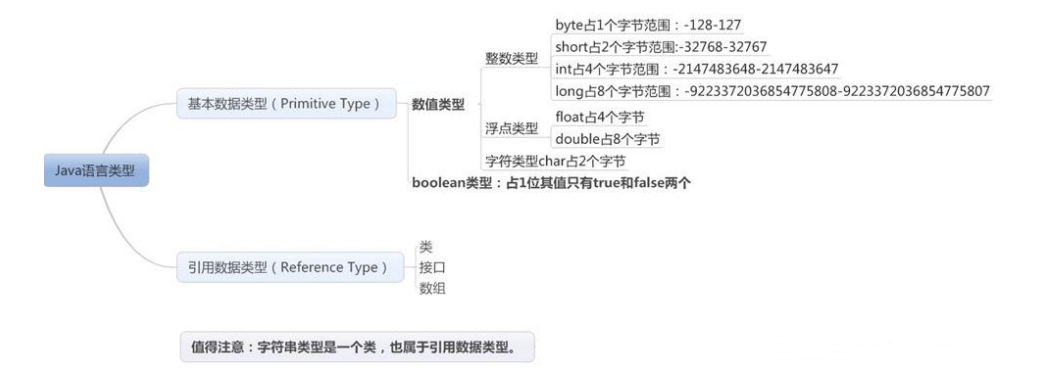 Java语言类型
基本数据类型（Primitive Type）
数值类型
整数类型
byte占1个字节范围：-128-127
short占2个字节范围:-32768-32767
int占4个字节范围：-2147483648-2147483647
long占8个字节范围：-9223372036854775808-9223372036854775807
浮点类型
float占4个字节
double占8个字节
字符类型char占2个字节
boolean类型：占1位其值只有true和false两个
引用数据类型（Reference Type）
类
接口
数组
值得注意：字符串类型是一个类，也属于引用数据类型。